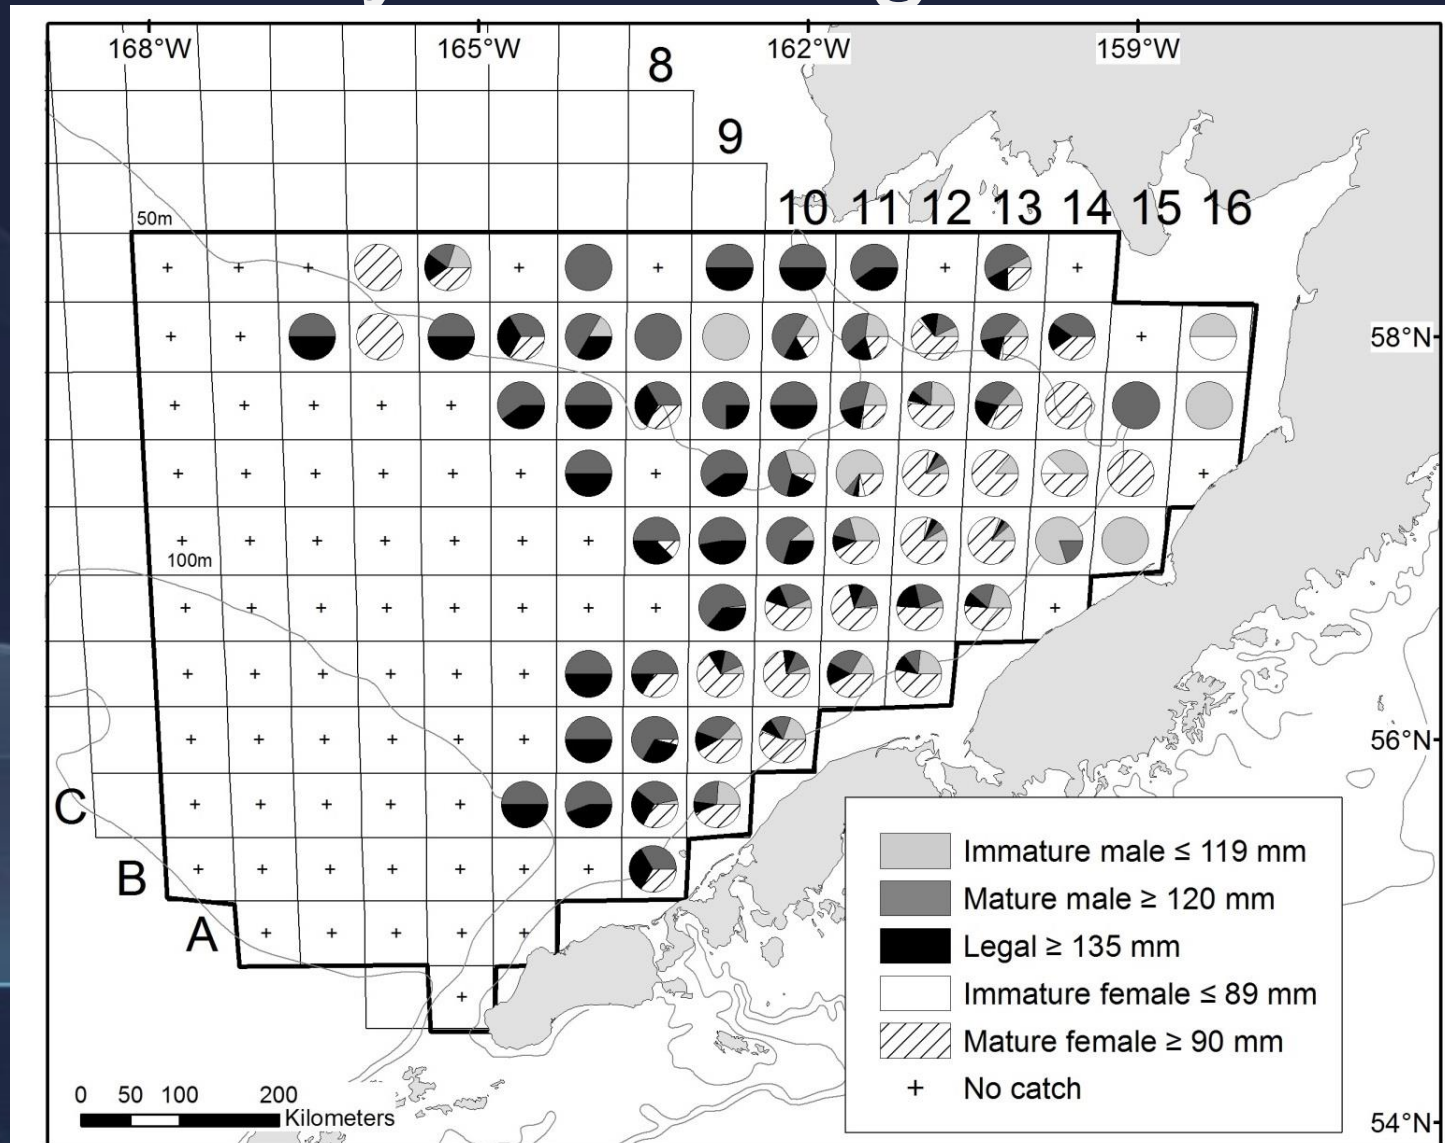 168°W 165°W 162°W 159°W
8
9
10 11 12 13 14 15 16
50m
58°N
100m
56°N
C
B
A
Immature male ≤ 119 mm
Mature male ≥ 120 mm
Legal ≥ 135 mm
Immature female ≤ 89 mm
Mature female ≥ 90 mm
+ No catch
0 50 100 200
Kilometers
54°N